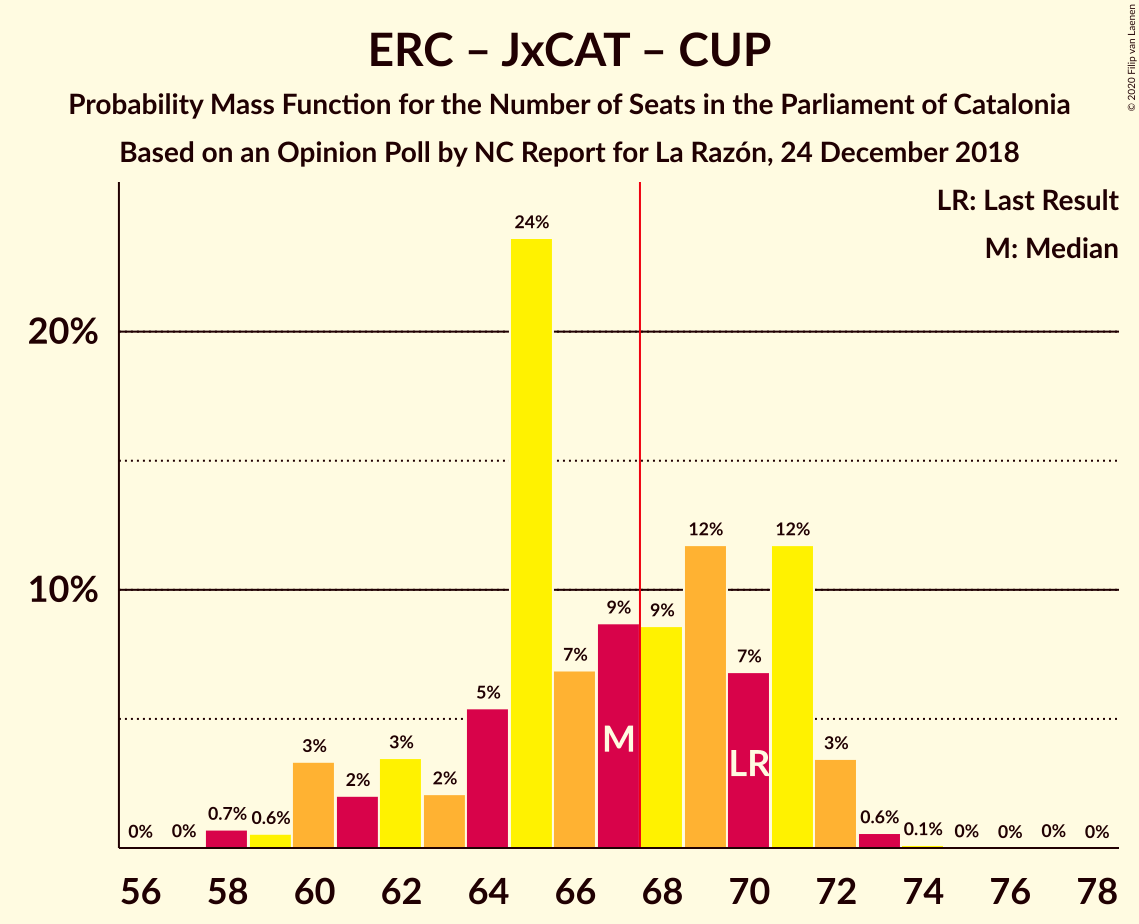 ERC – JxCAT – CUP
Probability Mass Function for the Number of Seats in the Parliament of Catalonia
Based on an Opinion Poll by NC Report for La Razón, 24 December 2018
© 2020 Filip van Laenen
LR: Last Result
M: Median
20%
10%
0% 0% 0.7% 0.6% 3% 2% 3% 2% 5% 24% 7% 9% 9% 12% 7% 12% 3% 0.6% 0.1% 0% 0% 0% 0%
M LR
56 58 60 62 64 66 68 70 72 74 76 78